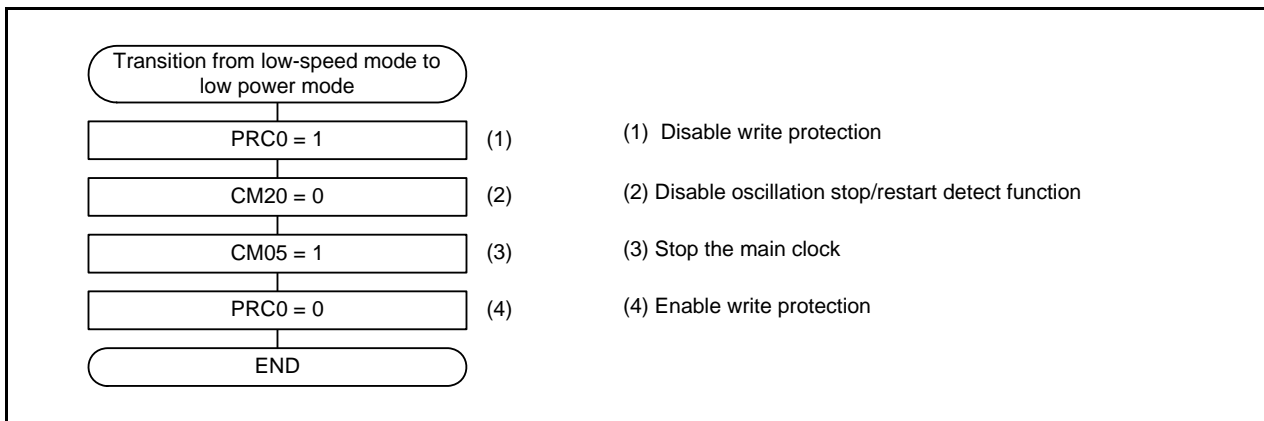 Transition from low-speed mode to
low power mode
PRC0 = 1
(1)
(1) Disable write protection
CM20 = 0
(2)
(2) Disable oscillation stop/restart detect function
CM05 = 1
(3)
(3) Stop the main clock
PRC0 = 0
(4)
(4) Enable write protection
END